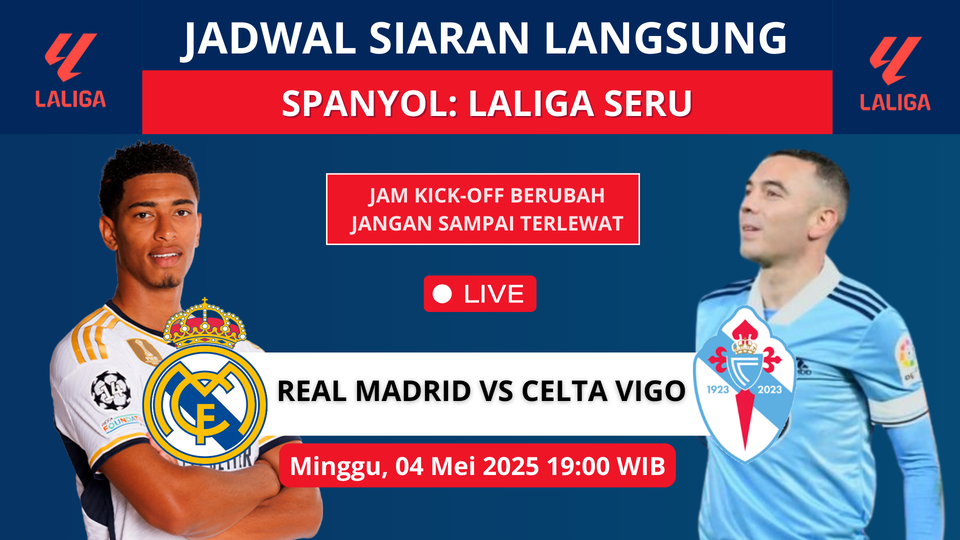 JADWAL SIARAN LANGSUNG
LALIGA
LALIGA
SPANYOL: LALIGA SERU
JAM KICK-OFF BERUBAH
JANGAN SAMPAI TERLEWAT
LIVE
REAL MADRID VS CELTA VIGO
1923 2023
Minggu, 04 Mei 2025 19:00 WIB